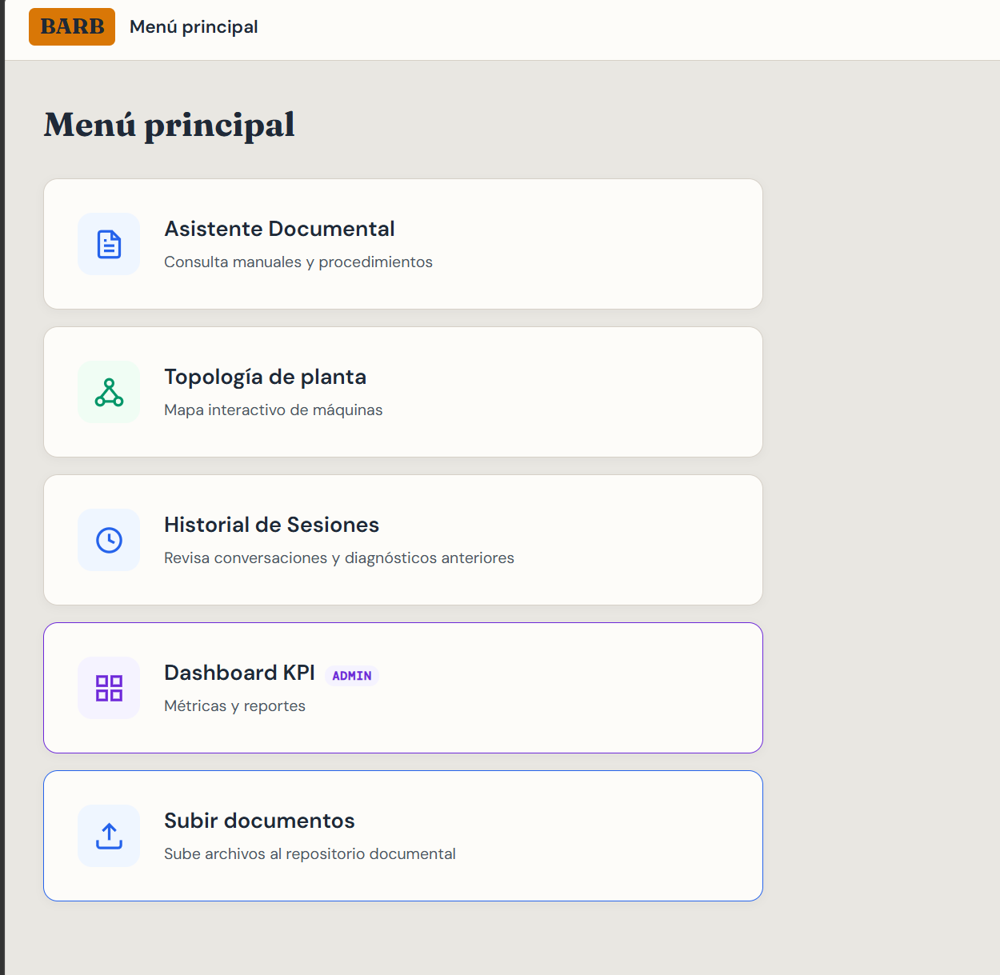 BARB Menú principal
Menú principal
Asistente Documental
Consulta manuales y procedimientos
Topología de planta
Mapa interactivo de máquinas
Historial de Sesiones
Revisa conversaciones y diagnósticos anteriores
Dashboard KPI ADMIN
Métricas y reportes
Subir documentos
Sube archivos al repositorio documental